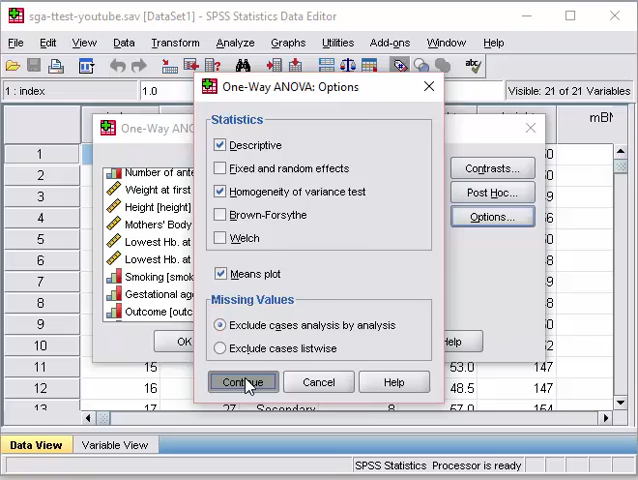 sga-ttest-youtube.sav [DataSet1] - SPSS Statistics Data Editor
File Edit View Data Transform Analyze Graphs Utilities Add-ons Window Help
1 : index 1.0 Visible: 21 of 21 Variables
One-Way ANO
One-Way ANOVA: Options
Statistics
Descriptive
Fixed and random effects
Homogeneity of variance test
Brown-Forsythe
Welch
Means plot
Missing Values
Exclude cases analysis by analysis
Exclude cases listwise
Continue Cancel Help
Number of ante
Weight at first
Height [height]
Mothers' Body
Lowest Hb. at
Lowest Hb. at
Smoking [smok
Gestational ag
Outcome [outc
OK
Contrasts...
Post Hoc...
Options...
1
2
3
4
5
6
7
8
9
10
11 15 53.0 147
12 16 48.5 147
13 27 Secondary 8 57.0 154
Data View Variable View
SPSS Statistics Processor is ready